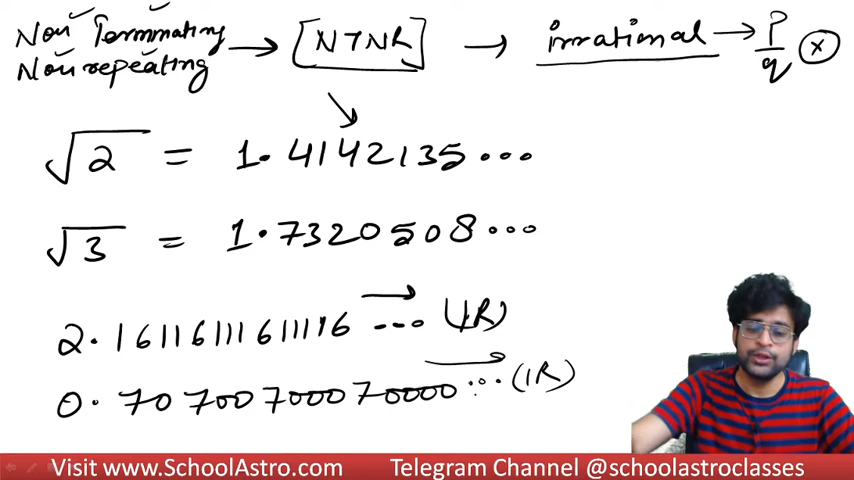 Non Terminating
Non repeating → [NTNR] → irrational → p/q ⓧ
√2 = 1.4142135...
√3 = 1.7320508...
2.16116111611116 ... (IR)
0.70700700070000... (IR)
Visit www.SchoolAstro.com Telegram Channel @schoolastroclasses